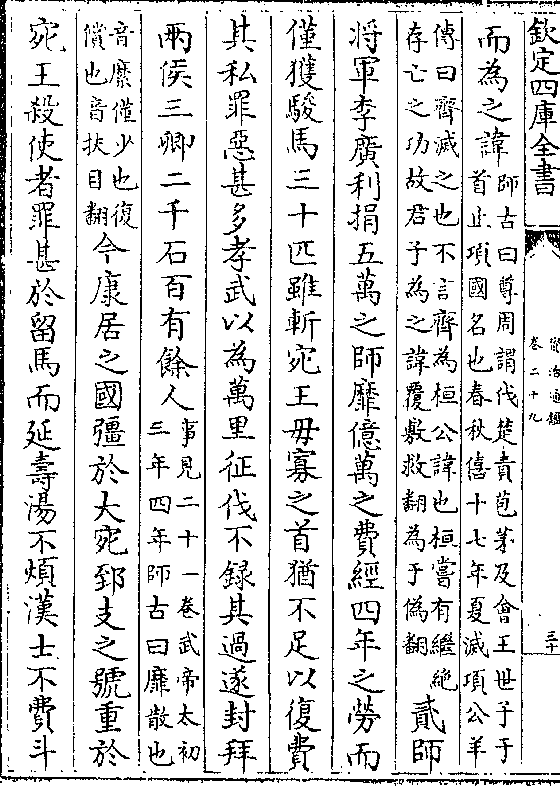 欽定四庫全書
資治通鑑
卷二十九
三十
而為之諱
師古曰尊周謂伐楚責苞茅及會王世子于
首止項國名也春秋僖十七年夏滅項公羊
傳曰齊滅之也不言齊為桓公諱也桓嘗有繼絶
存亡之功故君子為之諱覆敷救翻為于偽翻
貳師
將軍李廣利捐五萬之師靡億萬之費經四年之勞而
僅獲駿馬三十匹雖斬宛王毋寡之首猶不足以復費
其私罪惡甚多孝武以為萬里征伐不録其過遂封拜
兩侯三卿二千石百有餘人
事見二十一卷武帝太初
三年四年師古曰靡散也
音縻僅少也復
償也音扶目翻
今康居之國彊於大宛郅支之號重於
宛王殺使者罪甚於留馬而延壽湯不煩漢士不費斗